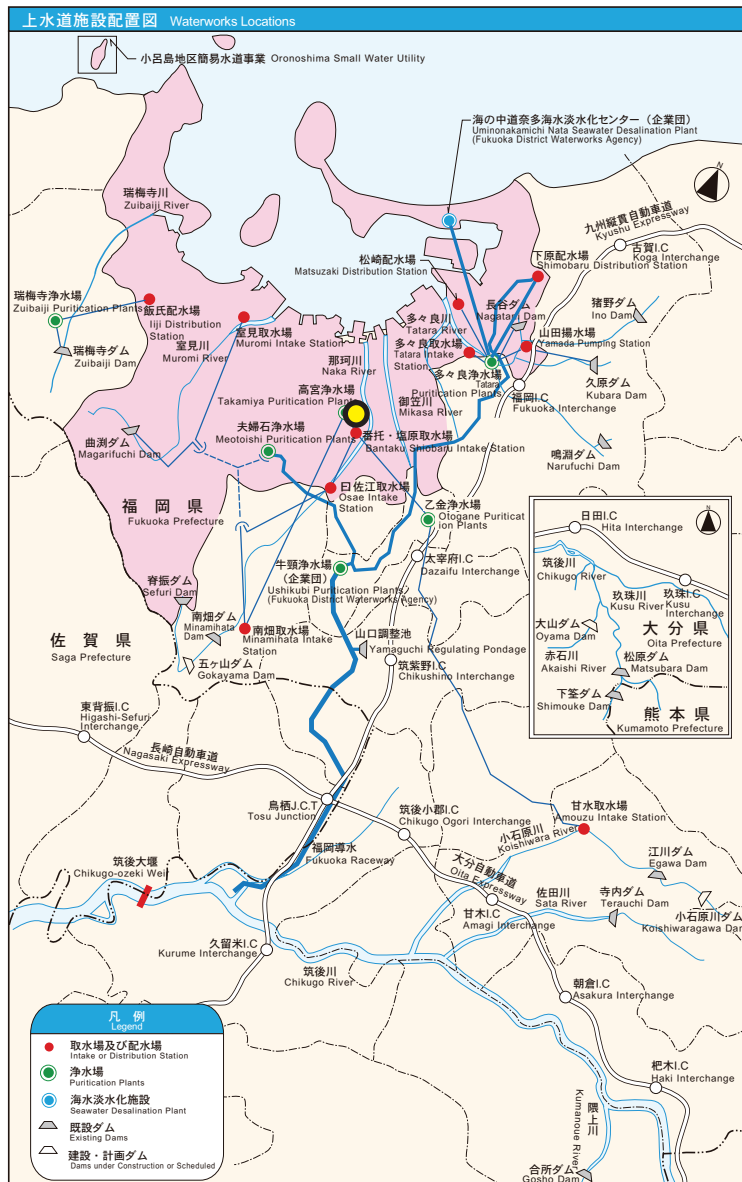 上水道施設配置図 Waterworks Locations
小呂島地区簡易水道事業 Oronoshima Small Water Utility
海の中道奈多海水淡水化センター（企業団）
Uminonakamichi Nata Seawater Desalination Plant
(Fukuoka District Waterworks Agency)
N
瑞梅寺川
Zuibaiji River
九州縦貫自動車道
Kyushu Expressway
古賀I.C
Koga Interchange
松崎配水場
Matsuzaki Distribution Station
下原配水場
Shimobaru Distribution Station
瑞梅寺浄水場
Zuibaiji Puritication Plants
飯氏配水場
Iiji Distribution
Station
室見取水場
Muromi Intake Station
多々良川
Tatara River
長谷ダム
Nagatani Dam
猪野ダム
Ino Dam
山田揚水場
Yamada Pumping Station
瑞梅寺ダム
Zuibaiji Dam
室見川
Muromi River
那珂川
Naka River
多々良取水場
Tatara Intake
Station
多々良浄水場
Tatara
Puritication Plants
久原ダム
Kubara Dam
高宮浄水場
Takamiya Puritication Plant
御笠川
Mikasa River
福岡I.C
Fukuoka Interchange
夫婦石浄水場
Meotoishi Puritication Plants
番托・塩原取水場
Bantaku Shiobaru Intake Station
曲渕ダム
Magarifuchi Dam
鳴淵ダム
Narufuchi Dam
福岡県
Fukuoka Prefecture
曰佐江取水場
Osae Intake
Station
乙金浄水場
Otogane Puriticat
ion Plants
太宰府I.C
Dazaifu Interchange
牛頸浄水場
（企業団）
Ushikubi Puritication Plants
(Fukuoka District Waterworks Agency)
脊振ダム
Sefuri Dam
南畑ダム
Minamihata
Dam
南畑取水場
Minamihata Intake
Station
佐賀県
Saga Prefecture
五ヶ山ダム
Gokayama Dam
山口調整池
Yamaguchi Regulating Pondage
筑紫野I.C
Chikushino Interchange
N
日田I.C
Hita Interchange
筑後川
Chikugo River
玖珠川
Kusu River
玖珠I.C
Kusu
Interchange
大山ダム
Oyama Dam
大分県
Oita Prefecture
赤石川
Akaishi River
松原ダム
Matsubara Dam
下筌ダム
Shimouke Dam
熊本県
Kumamoto Prefecture
東背振I.C
Higashi-Sefuri
Interchange
長崎自動車道
Nagasaki Expressway
鳥栖J.C.T
Tosu Junction
筑後小郡I.C
Chikugo Ogori Interchange
甘水取水場
Amouzu Intake Station
小石原川
Koishiwara River
福岡導水
Fukuoka Raceway
大分自動車道
Oita Expressway
江川ダム
Egawa Dam
筑後大堰
Chikugo-ozeki Weir
佐田川
Sata River
寺内ダム
Terauchi Dam
小石原川ダム
Koishiwaragawa Dam
甘木I.C
Amagi Interchange
久留米I.C
Kurume Interchange
筑後川
Chikugo River
朝倉I.C
Asakura Interchange
杷木I.C
Haki Interchange
隈上川
Kumanoue River
合所ダム
Gosho Dam
凡例
Legend
取水場及び配水場
Intake or Distribution Station
浄水場
Puritication Plants
海水淡水化施設
Seawater Desalination Plant
既設ダム
Existing Dams
建設・計画ダム
Dams under Construction or Scheduled